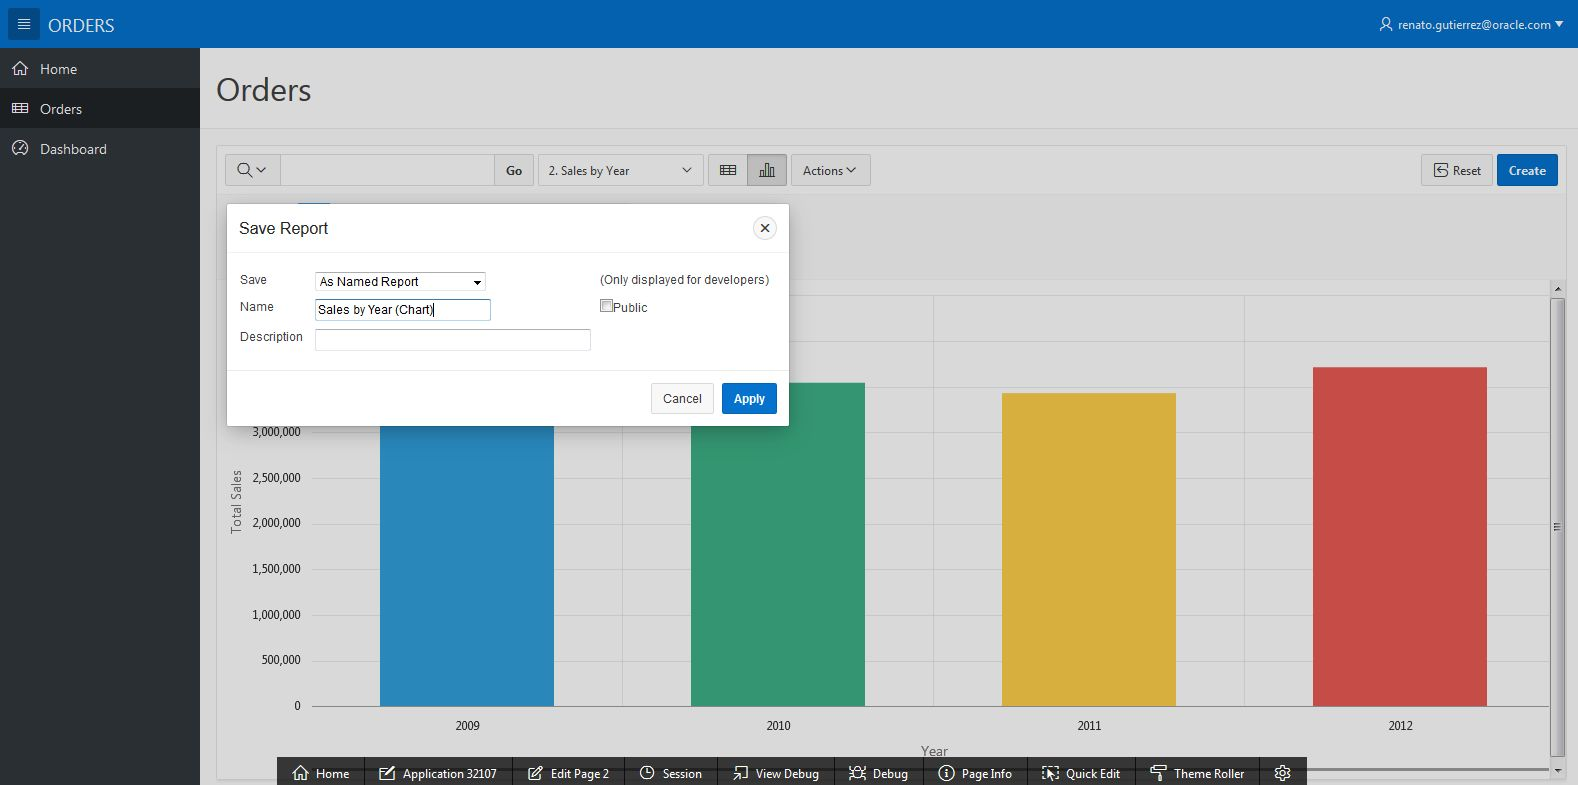 ORDERS
renato.gutierrez@oracle.com
Home
Orders
Dashboard
Orders
Go
2. Sales by Year
Actions
Reset
Create
Save Report
Save
As Named Report
(Only displayed for developers)
Name
Sales by Year (Chart)
Public
Description
Cancel
Apply
3,000,000
2,500,000
2,000,000
1,500,000
1,000,000
500,000
0
Total Sales
2009
2010
2011
2012
Year
Home
Application 32107
Edit Page 2
Session
View Debug
Debug
Page Info
Quick Edit
Theme Roller